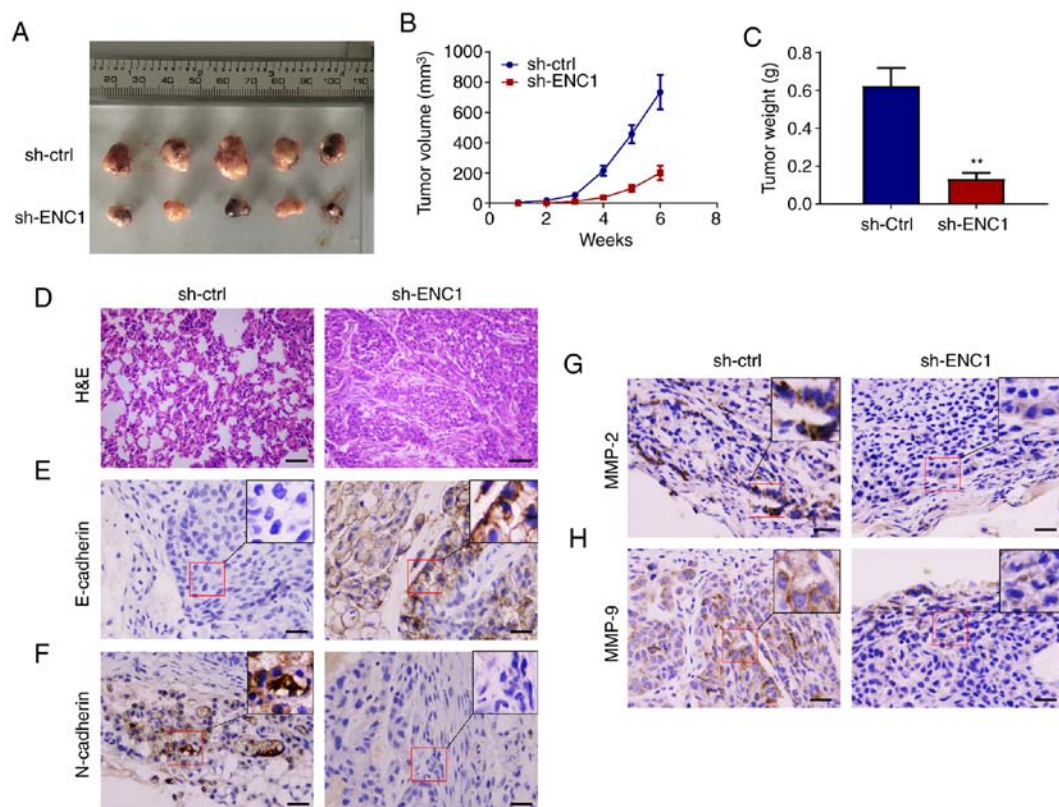 A
20 30 40 50 60 70 80 90 100 110
sh-ctrl
sh-ENC1
B
Tumor volume (mm³)
1000
800
600
400
200
0
0 2 4 6 8
Weeks
sh-ctrl
sh-ENC1
C
Tumor weight (g)
0.8
0.6
0.4
0.2
0.0
**
sh-Ctrl sh-ENC1
D
sh-ctrl sh-ENC1
H&E
E
E-cadherin
F
N-cadherin
sh-ctrl sh-ENC1
G
MMP-2
H
MMP-9